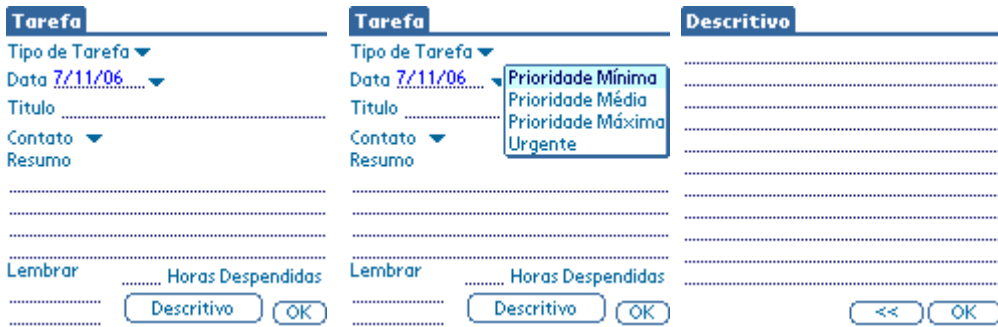 Tarefa
Tipo de Tarefa
Data 7/11/06
Titulo
Contato
Resumo
Lembrar
Horas Despendidas
Descritivo
OK
Tarefa
Tipo de Tarefa
Data 7/11/06
Prioridade Mínima
Prioridade Média
Prioridade Máxima
Urgente
Titulo
Contato
Resumo
Lembrar
Horas Despendidas
Descritivo
OK
Descritivo
<<
OK